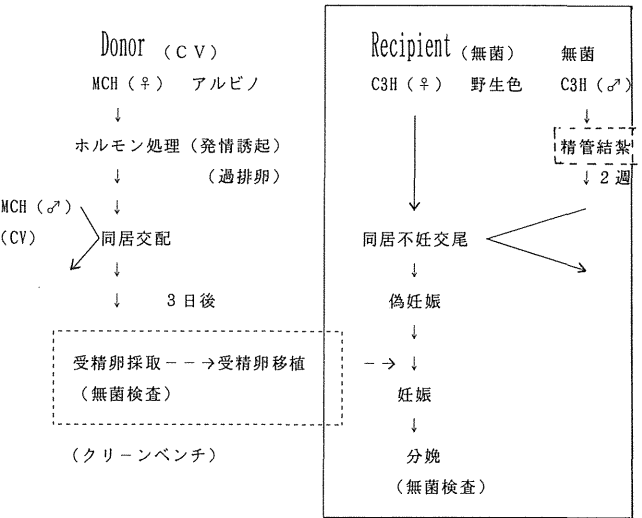 Donor (CV)
MCH(♀) アルビノ
↓
ホルモン処理(発情誘起)
↓ (過排卵)
MCH(♂) ↓
(CV) 同居交配
↓
↓ 3日後
受精卵採取--→受精卵移植
(無菌検査)
(クリーンベンチ)
Recipient (無菌) 無菌
C3H(♀) 野生色 C3H(♂)
↓
精管結紮
↓2週
同居不妊交尾
↓
偽妊娠
↓
-→ ↓
妊娠
↓
分娩
(無菌検査)